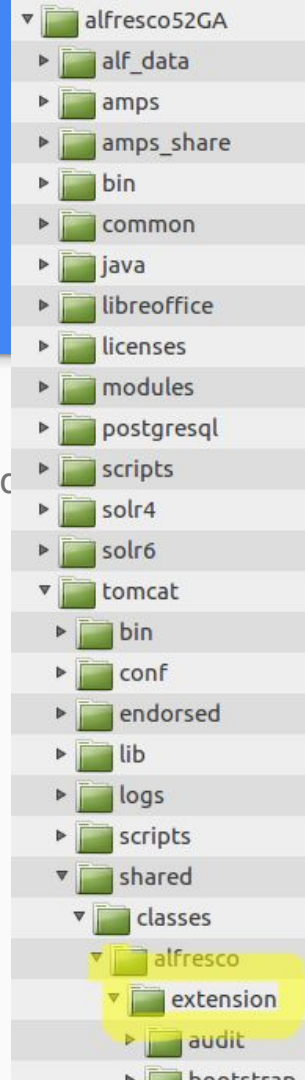 alfresco52GA
alf_data
amps
amps_share
bin
common
java
libreoffice
licenses
modules
postgresql
scripts
solr4
solr6
tomcat
bin
conf
endorsed
lib
logs
scripts
shared
classes
alfresco
extension
audit
bootstrap